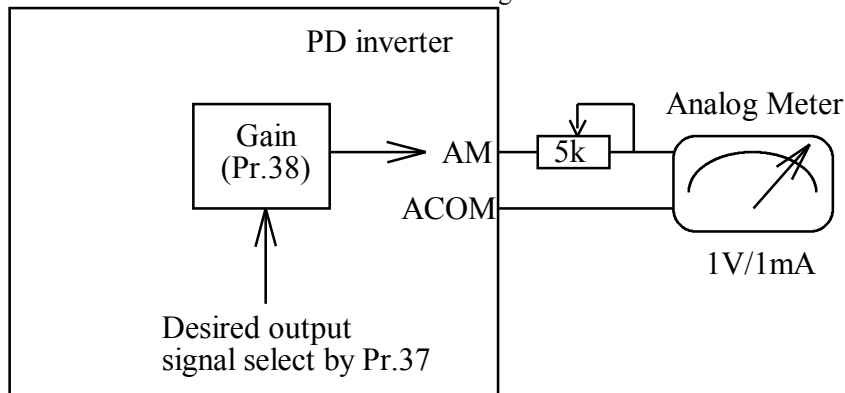 PD inverter
Gain
(Pr.38)
AM
5k
Analog Meter
ACOM
1V/1mA
Desired output
signal select by Pr.37